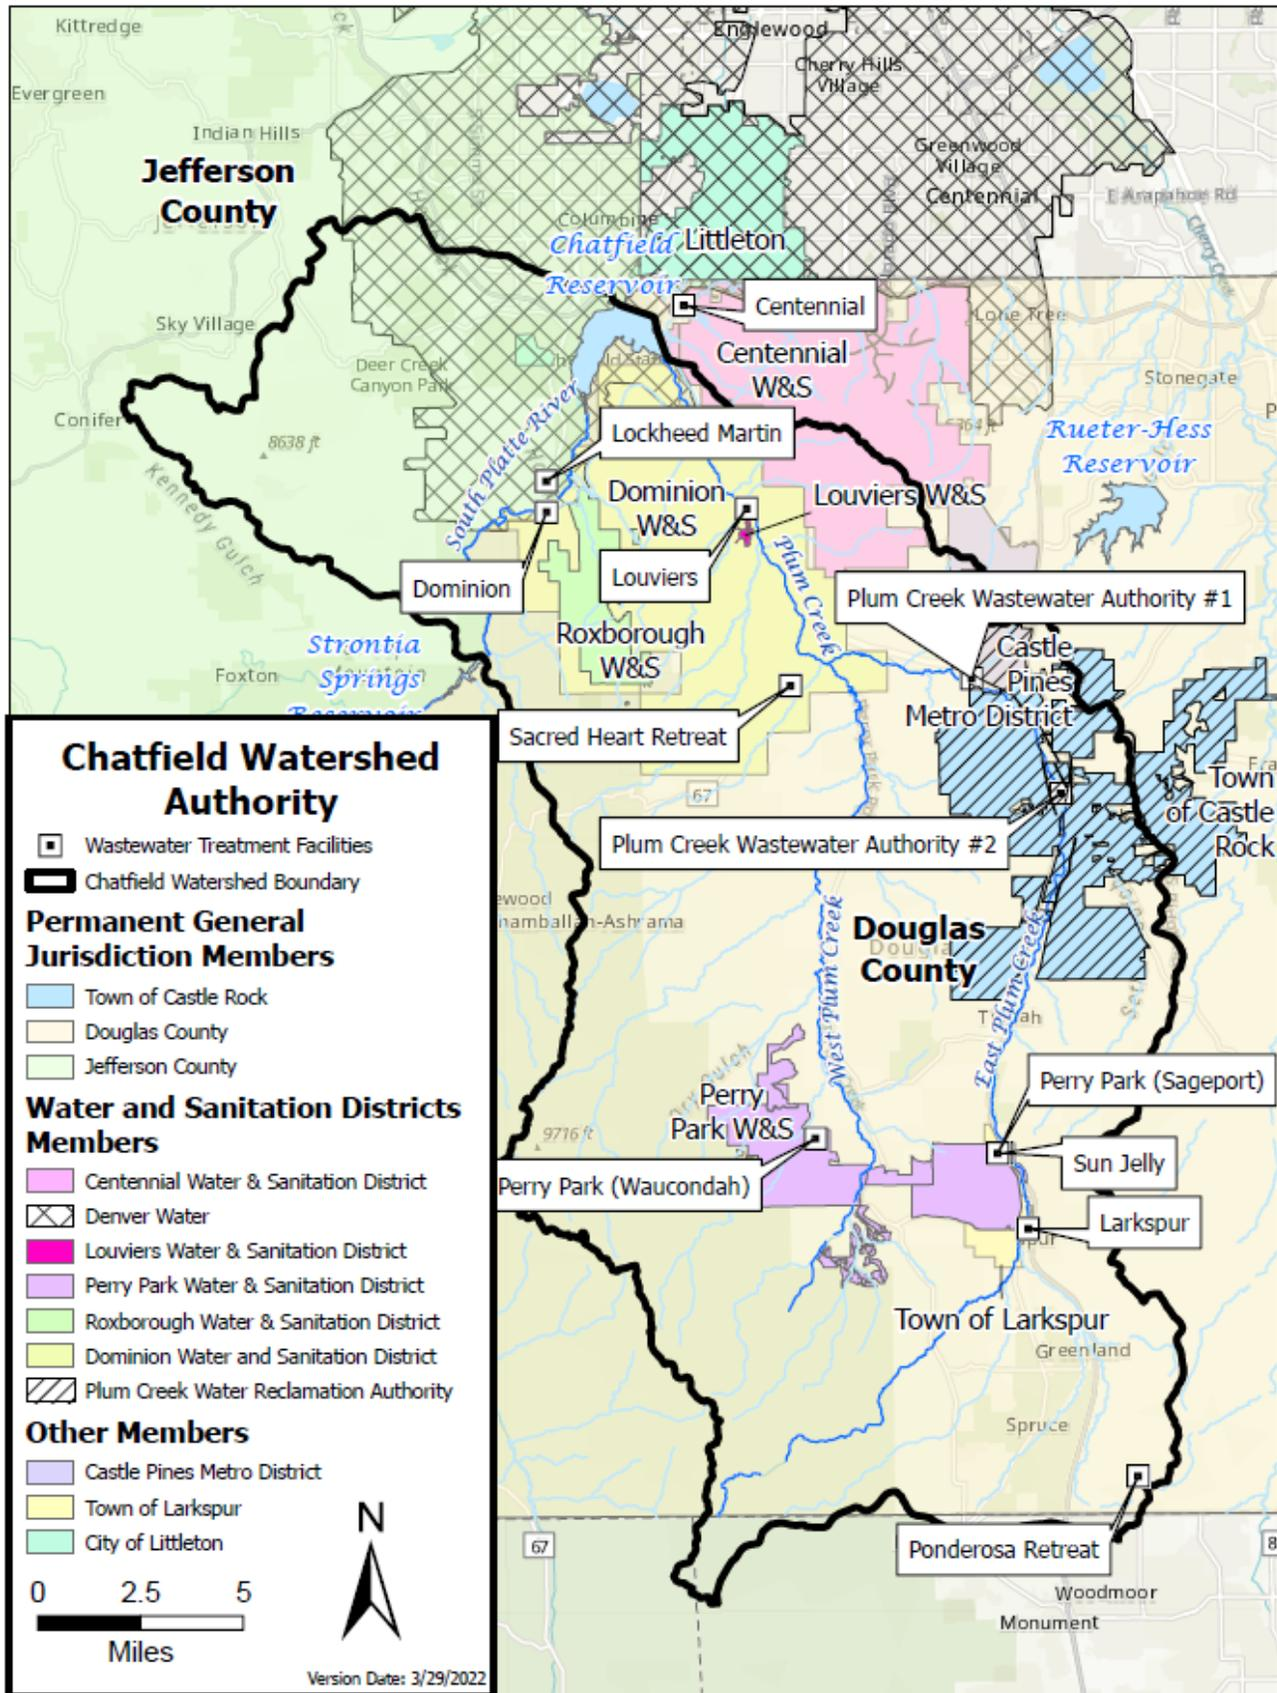 Kittredge
Englewood
Cherry Hills
Village
Evergreen
Indian Hills
Jefferson
County
Greenwood
Village
Centennial
E Arapahoe Rd
Cherry Creek
Columbine
Chatfield
Reservoir
Littleton
Centennial
Sky Village
Lone Tree
Deer Creek
Canyon Park
Centennial
W&S
Stonegate
Conifer
8638 ft
Lockheed Martin
5364 ft
Rueter-Hess
Reservoir
South Platte River
Kennedy Gulch
Dominion
W&S
Louviers W&S
Plum Creek
Dominion
Louviers
Plum Creek Wastewater Authority #1
Roxborough
W&S
Castle
Pines
Metro District
Strontia
Springs
Reservoir
Foxton
Sacred Heart Retreat
67
Town
of Castle
Rock
Plum Creek Wastewater Authority #2
Douglas
County
West Plum Creek
East Plum Creek
Perry Park (Sageport)
Perry
Park W&S
9716 ft
Sun Jelly
Perry Park (Waucondah)
Larkspur
Town of Larkspur
Greenland
Spruce
Ponderosa Retreat
67
8
Woodmoor
Monument
Chatfield Watershed
Authority
Wastewater Treatment Facilities
Chatfield Watershed Boundary
Permanent General
Jurisdiction Members
Town of Castle Rock
Douglas County
Jefferson County
Water and Sanitation Districts
Members
Centennial Water & Sanitation District
Denver Water
Louviers Water & Sanitation District
Perry Park Water & Sanitation District
Roxborough Water & Sanitation District
Dominion Water and Sanitation District
Plum Creek Water Reclamation Authority
Other Members
Castle Pines Metro District
Town of Larkspur
City of Littleton
N
0 2.5 5
Miles
Version Date: 3/29/2022